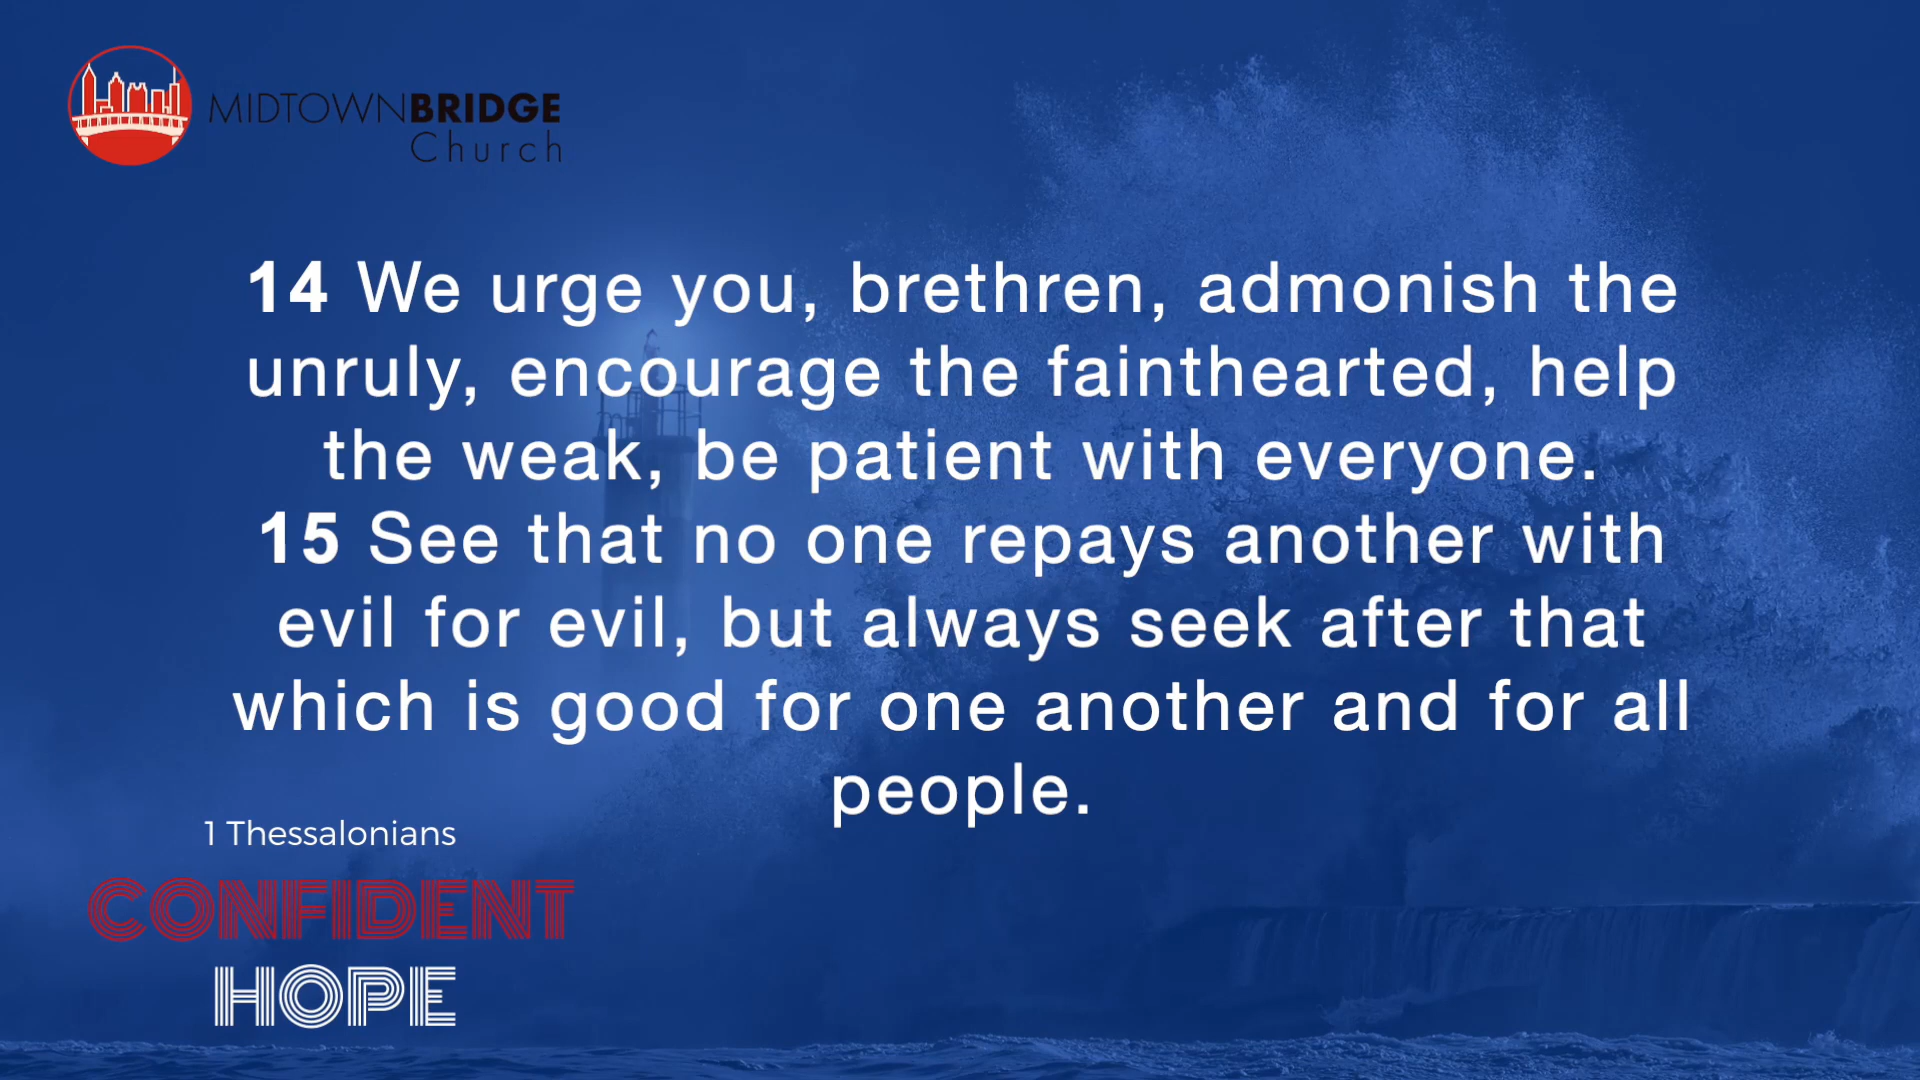 MIDTOWNBRIDGE
Church
14 We urge you, brethren, admonish the
unruly, encourage the fainthearted, help
the weak, be patient with everyone.
15 See that no one repays another with
evil for evil, but always seek after that
which is good for one another and for all
people.
1 Thessalonians
CONFIDENT
HOPE